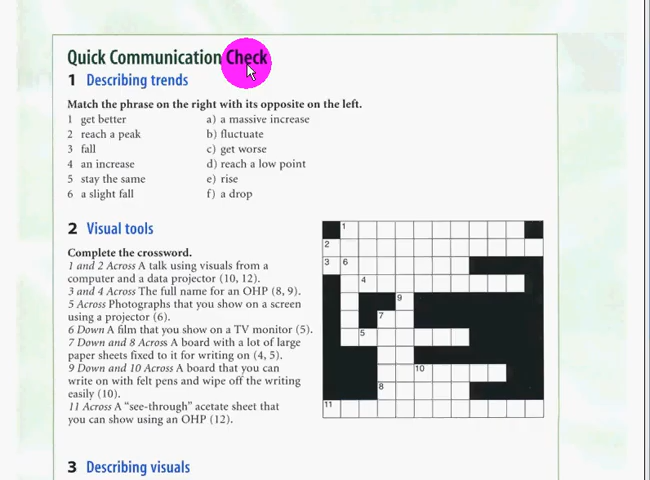 Quick Communication Check
1 Describing trends
Match the phrase on the right with its opposite on the left.
1 get better
2 reach a peak
3 fall
4 an increase
5 stay the same
6 a slight fall
a) a massive increase
b) fluctuate
c) get worse
d) reach a low point
e) rise
f) a drop
2 Visual tools
Complete the crossword.
1 and 2 Across A talk using visuals from a
computer and a data projector (10, 12).
3 and 4 Across The full name for an OHP (8, 9).
5 Across Photographs that you show on a screen
using a projector (6).
6 Down A film that you show on a TV monitor (5).
7 Down and 8 Across A board with a lot of large
paper sheets fixed to it for writing on (4, 5).
9 Down and 10 Across A board that you can
write on with felt pens and wipe off the writing
easily (10).
11 Across A “see-through” acetate sheet that
you can show using an OHP (12).
1
2
3 6
4
9
7
5
10
8
11
3 Describing visuals